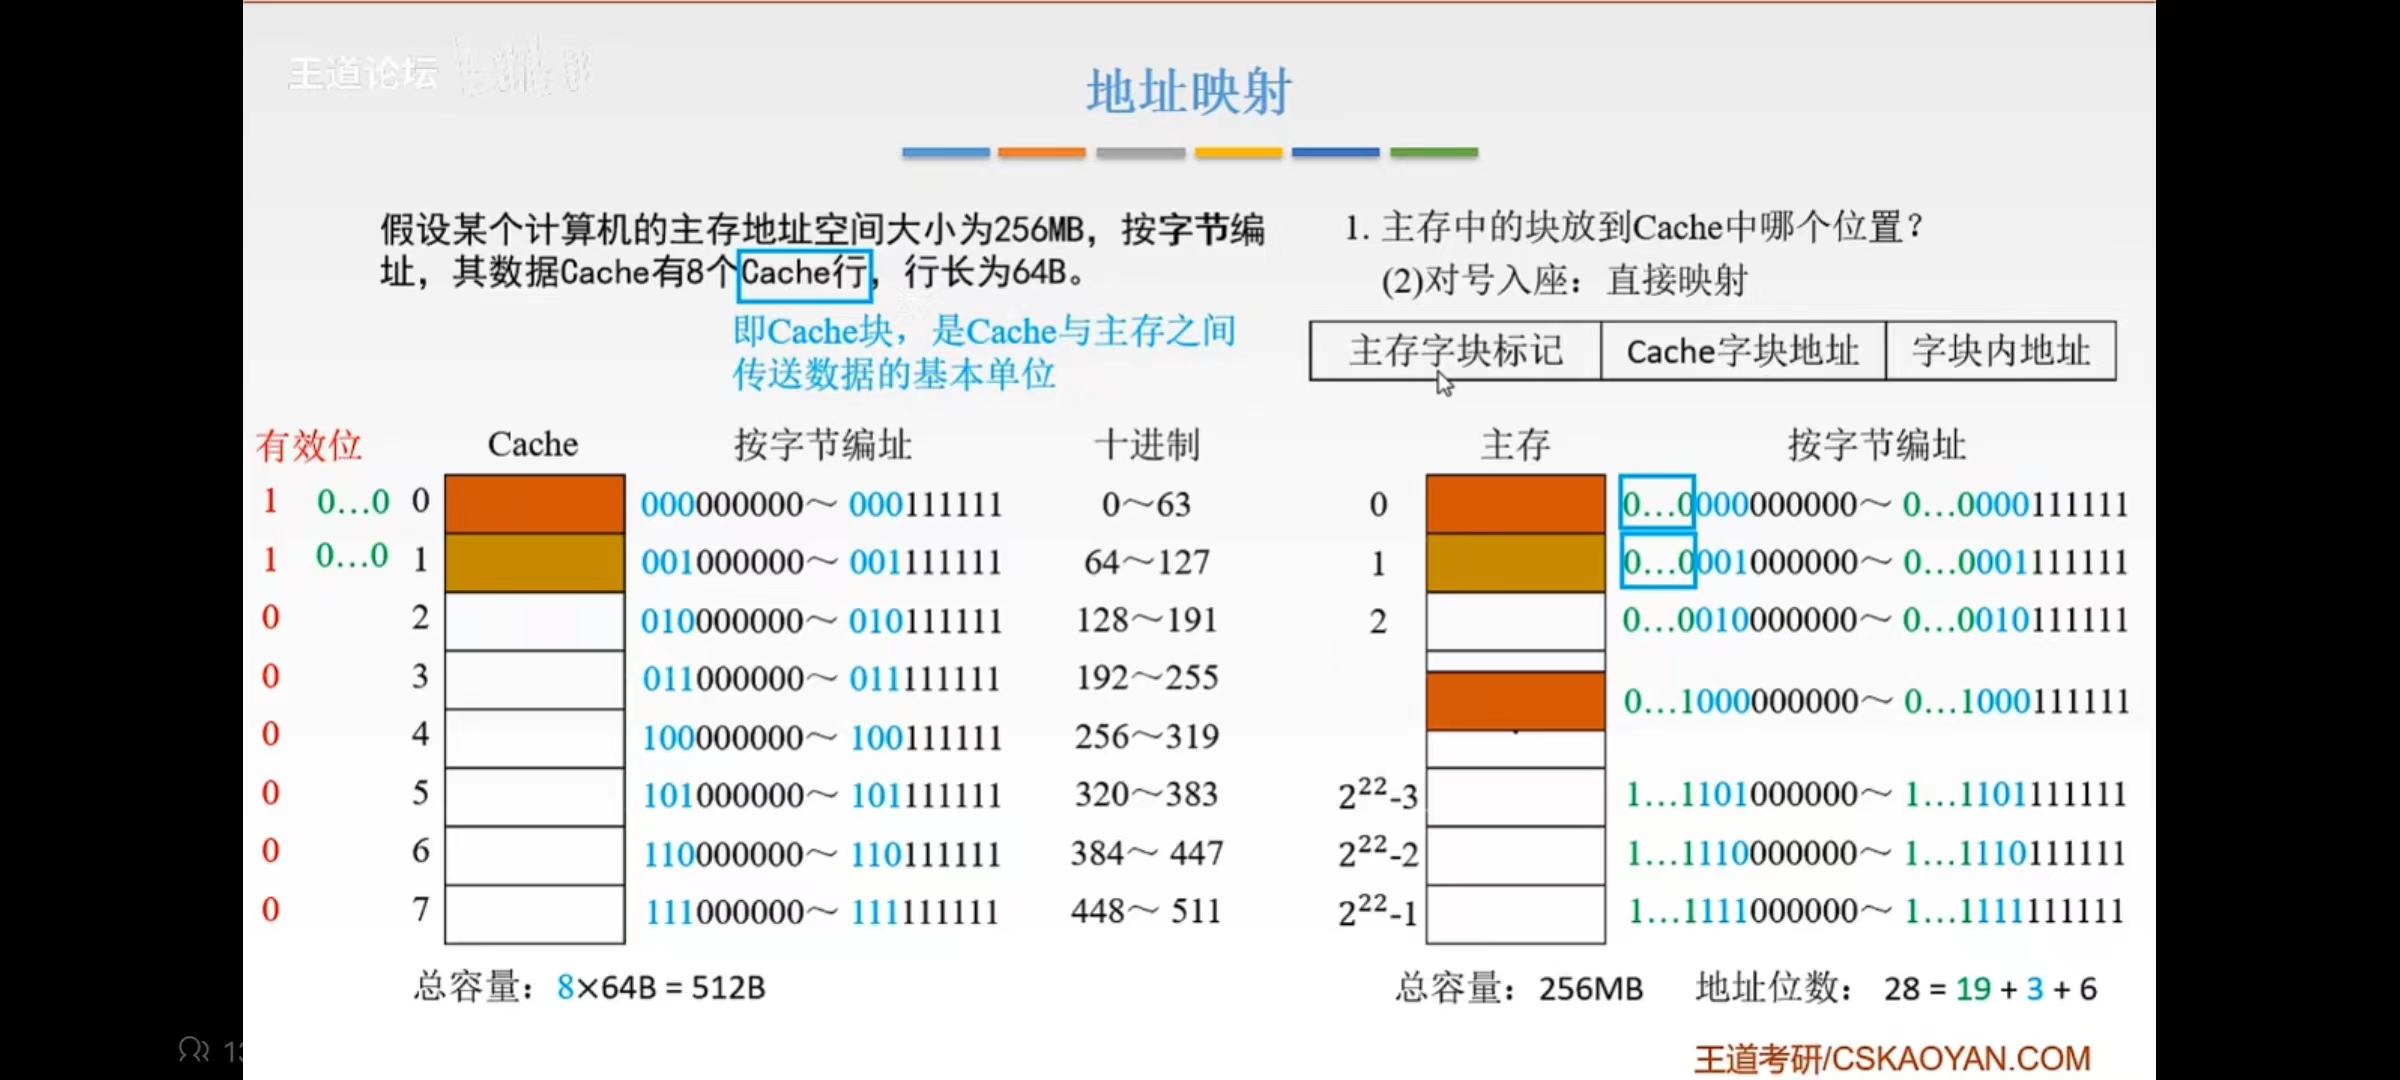 王道论坛
地址映射
假设某个计算机的主存地址空间大小为256MB，按字节编
址，其数据Cache有8个Cache行，行长为64B。
即Cache块，是Cache与主存之间
传送数据的基本单位
1. 主存中的块放到Cache中哪个位置？
(2)对号入座：直接映射
主存字块标记 Cache字块地址 字块内地址
有效位 Cache 按字节编址 十进制
1 0…0 0 000000000～ 000111111 0～63
1 0…0 1 001000000～ 001111111 64～127
0 2 010000000～ 010111111 128～191
0 3 011000000～ 011111111 192～255
0 4 100000000～ 100111111 256～319
0 5 101000000～ 101111111 320～383
0 6 110000000～ 110111111 384～ 447
0 7 111000000～ 111111111 448～ 511
总容量：8×64B = 512B
主存 按字节编址
0 0…0000000000～ 0…0000111111
1 0…0001000000～ 0…0001111111
2 0…0010000000～ 0…0010111111
0…1000000000～ 0…1000111111
2²²-3 1…1101000000～ 1…1101111111
2²²-2 1…1110000000～ 1…1110111111
2²²-1 1…1111000000～ 1…1111111111
总容量：256MB 地址位数： 28 = 19 + 3 + 6
王道考研/CSKAOYAN.COM